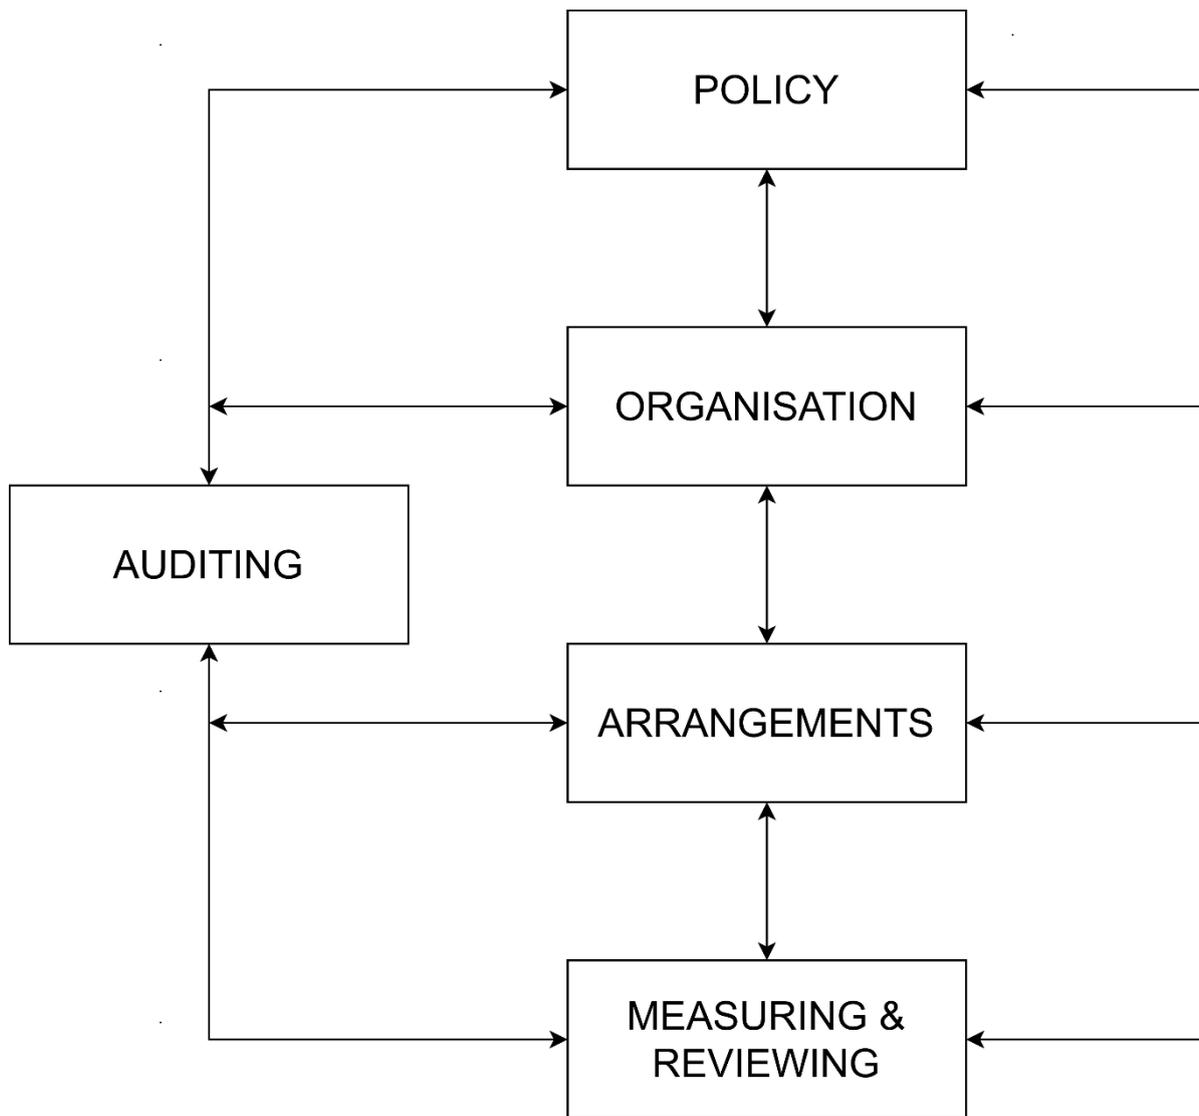 POLICY
ORGANISATION
AUDITING
ARRANGEMENTS
MEASURING &
REVIEWING